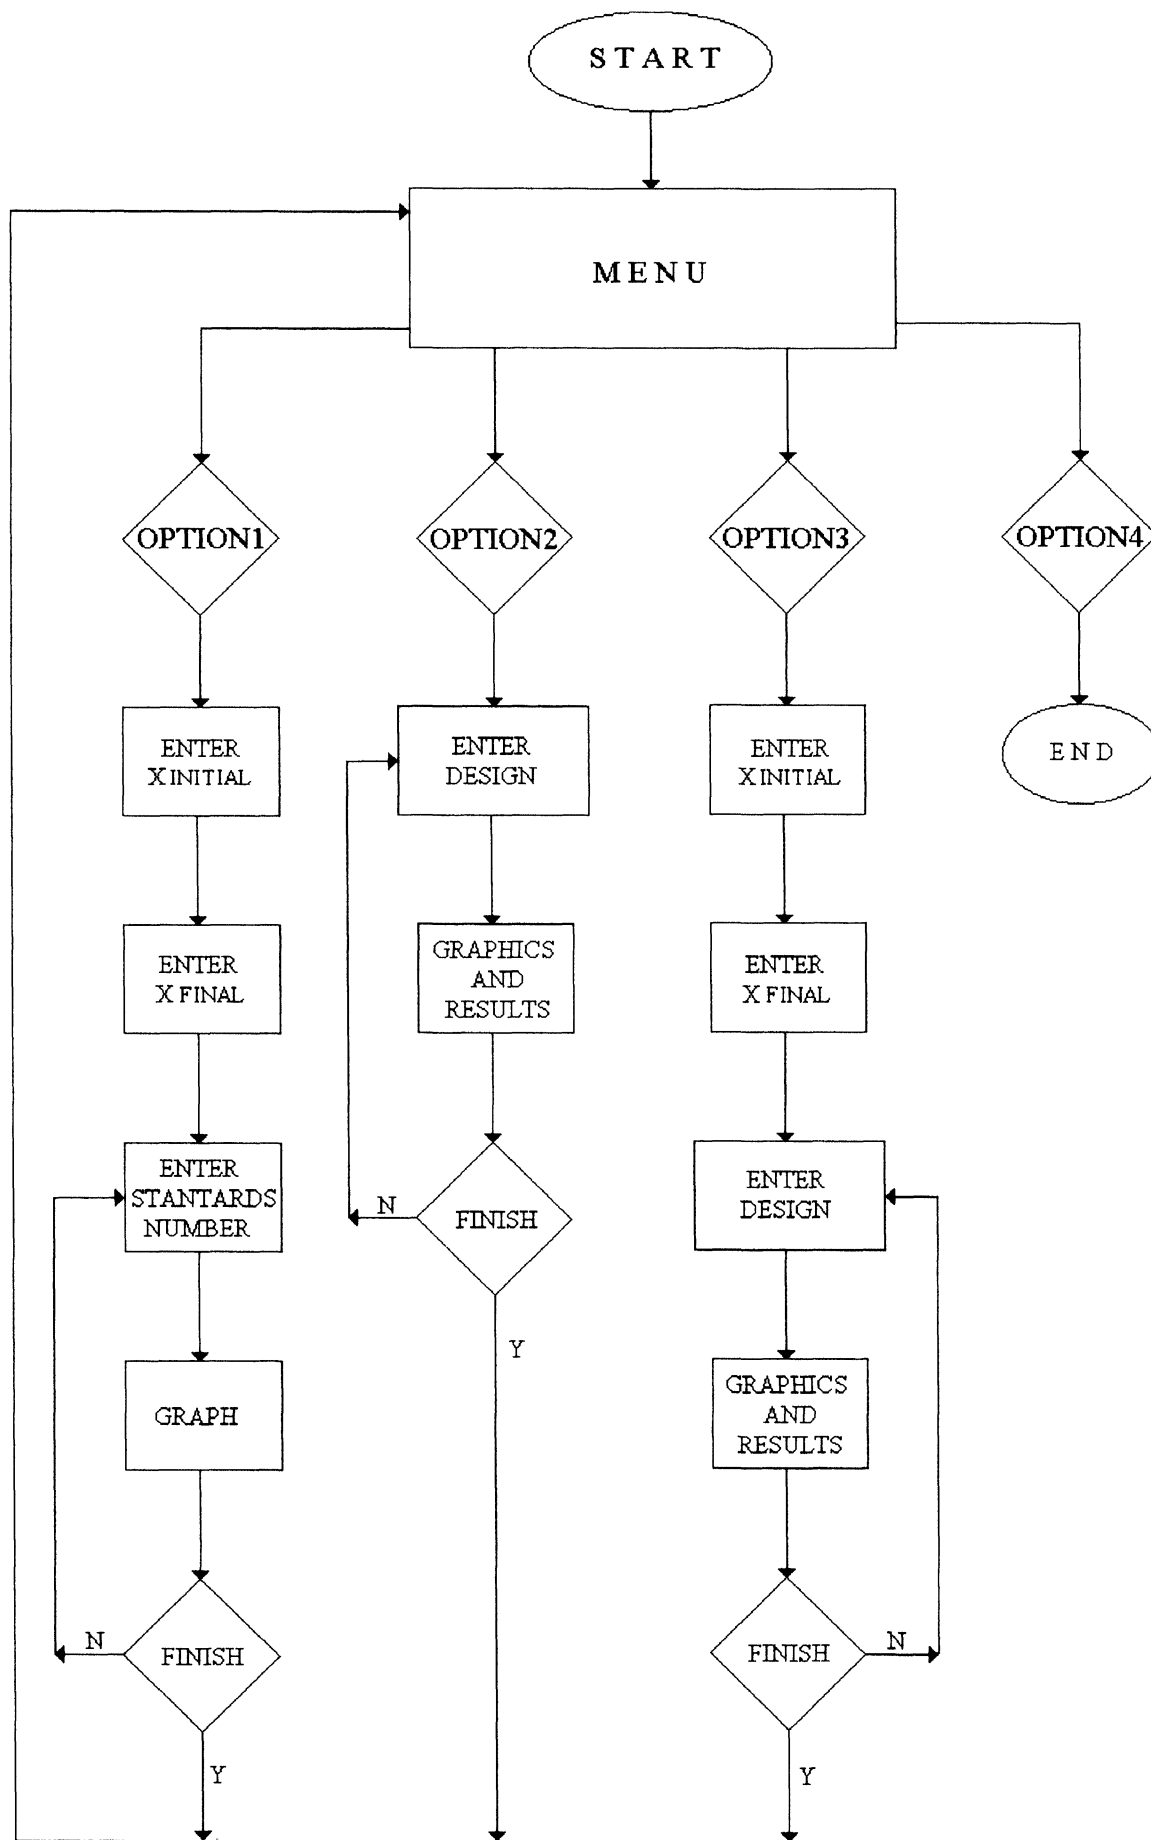 START
MENU
OPTION1
OPTION2
OPTION3
OPTION4
ENTER
X INITIAL
ENTER
DESIGN
ENTER
X INITIAL
END
ENTER
X FINAL
GRAPHICS
AND
RESULTS
ENTER
X FINAL
ENTER
STANTARDS
NUMBER
N
FINISH
Y
ENTER
DESIGN
GRAPH
GRAPHICS
AND
RESULTS
N
FINISH
Y
FINISH
N
Y